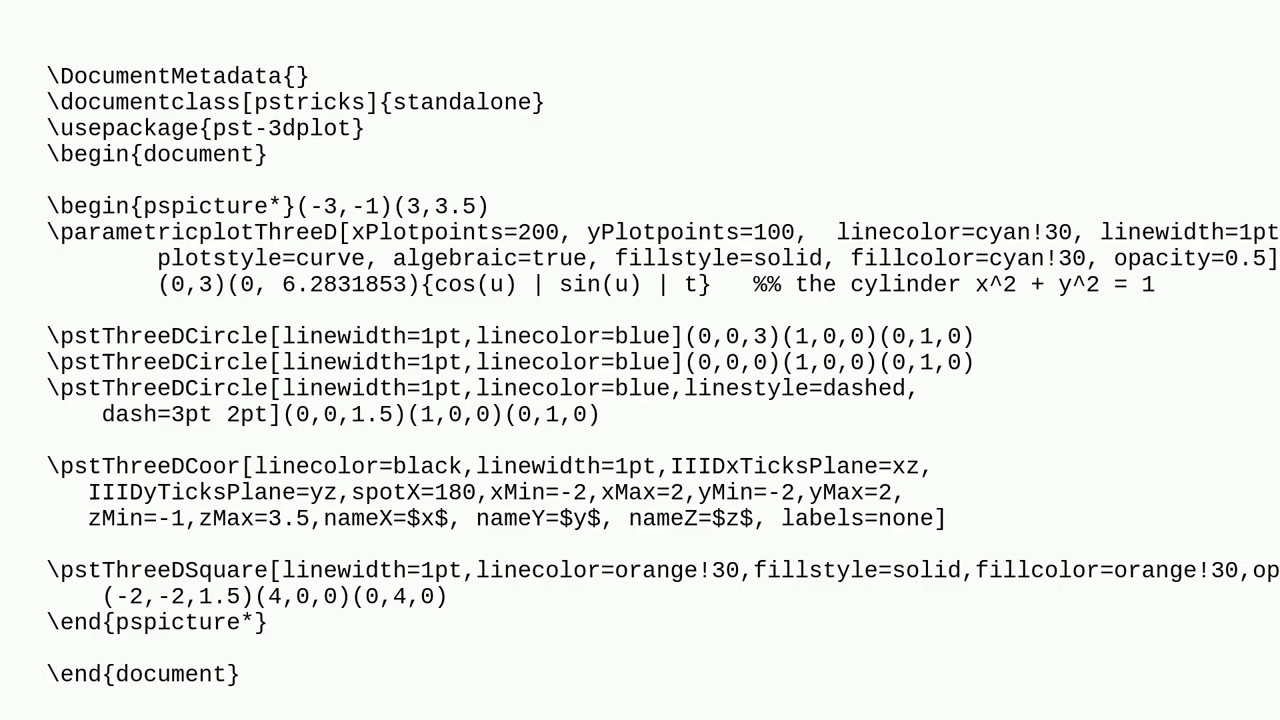 \DocumentMetadata{}
\documentclass[pstricks]{standalone}
\usepackage{pst-3dplot}
\begin{document}

\begin{pspicture*}(-3,-1)(3,3.5)
\parametricplotThreeD[xPlotpoints=200, yPlotpoints=100,  linecolor=cyan!30, linewidth=1pt
        plotstyle=curve, algebraic=true, fillstyle=solid, fillcolor=cyan!30, opacity=0.5]
        (0,3)(0, 6.2831853){cos(u) | sin(u) | t}   %% the cylinder x^2 + y^2 = 1

\pstThreeDCircle[linewidth=1pt,linecolor=blue](0,0,3)(1,0,0)(0,1,0)
\pstThreeDCircle[linewidth=1pt,linecolor=blue](0,0,0)(1,0,0)(0,1,0)
\pstThreeDCircle[linewidth=1pt,linecolor=blue,linestyle=dashed,
    dash=3pt 2pt](0,0,1.5)(1,0,0)(0,1,0)

\pstThreeDCoor[linecolor=black,linewidth=1pt,IIIDxTicksPlane=xz,
   IIIDyTicksPlane=yz,spotX=180,xMin=-2,xMax=2,yMin=-2,yMax=2,
   zMin=-1,zMax=3.5,nameX=$x$, nameY=$y$, nameZ=$z$, labels=none]

\pstThreeDSquare[linewidth=1pt,linecolor=orange!30,fillstyle=solid,fillcolor=orange!30,op
    (-2,-2,1.5)(4,0,0)(0,4,0)
\end{pspicture*}

\end{document}